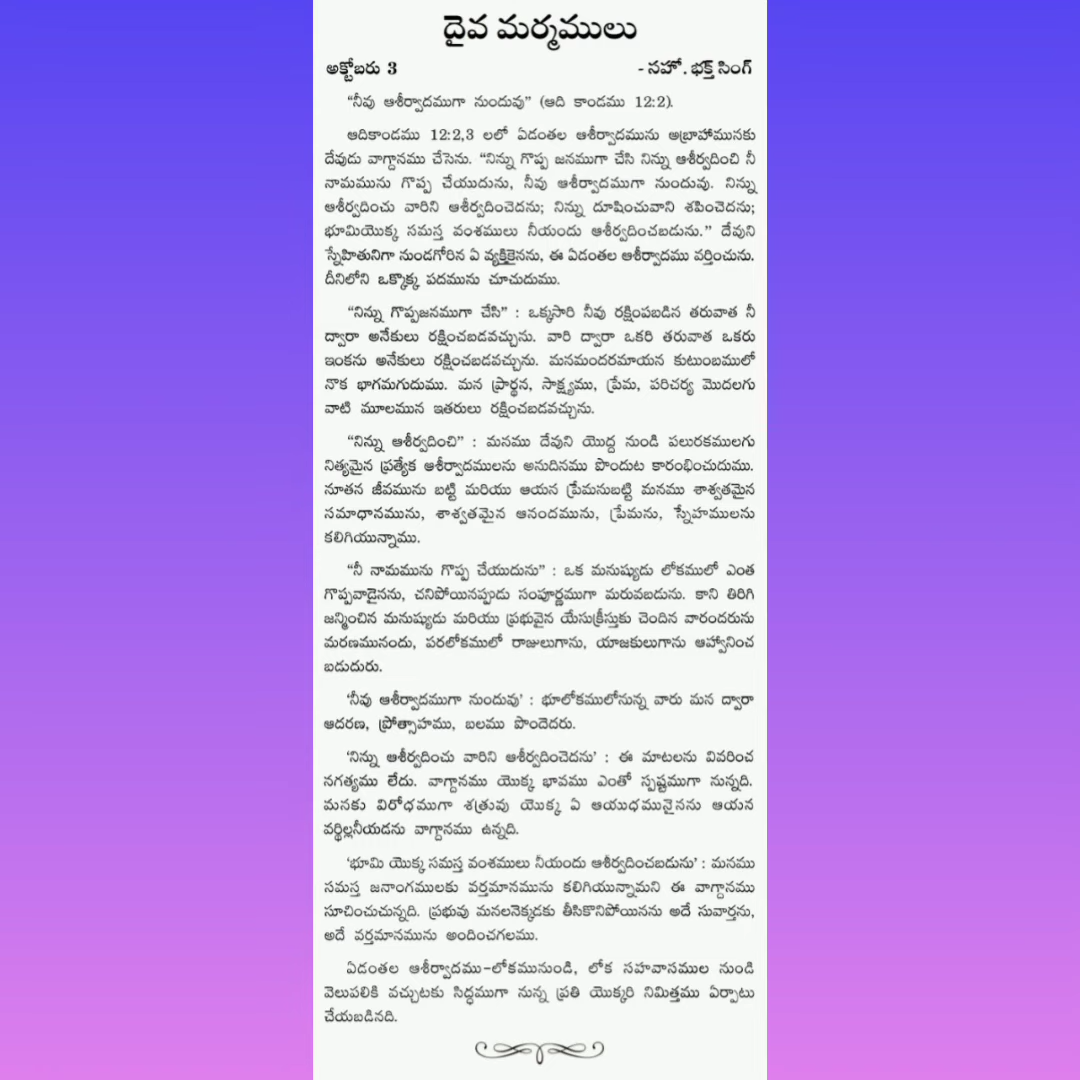 దైవ మర్మములు
అక్టోబరు 3 - సహో. భక్త్ సింగ్
“నీవు ఆశీర్వాదముగా నుందువు” (ఆది కాండము 12:2).
ఆదికాండము 12:2,3 లలో ఏడంతల ఆశీర్వాదమును అబ్రాహామునకు
దేవుడు వాగ్దానము చేసెను. “నిన్ను గొప్ప జనముగా చేసి నిన్ను ఆశీర్వదించి నీ
నామమును గొప్ప చేయుదును, నీవు ఆశీర్వాదముగా నుందువు. నిన్ను
ఆశీర్వదించు వారిని ఆశీర్వదించెదను; నిన్ను దూషించువాని శపించెదను;
భూమియొక్క సమస్త వంశములు నీయందు ఆశీర్వదించబడును.” దేవుని
స్నేహితునిగా నుండగోరిన ఏ వ్యక్తికైనను, ఈ ఏడంతల ఆశీర్వాదము వర్తించును.
దీనిలోని ఒక్కొక్క పదమును చూచుదుము.
“నిన్ను గొప్పజనముగా చేసి” : ఒక్కసారి నీవు రక్షింపబడిన తరువాత నీ
ద్వారా అనేకులు రక్షించబడవచ్చును. వారి ద్వారా ఒకరి తరువాత ఒకరు
ఇంకను అనేకులు రక్షించబడవచ్చును. మనమందరమాయన కుటుంబములో
నొక భాగమగుదుము. మన ప్రార్థన, సాక్ష్యము, ప్రేమ, పరిచర్య మొదలగు
వాటి మూలమున ఇతరులు రక్షించబడవచ్చును.
“నిన్ను ఆశీర్వదించి” : మనము దేవుని యొద్ద నుండి పలురకములగు
నిత్యమైన ప్రత్యేక ఆశీర్వాదములను అనుదినము పొందుట కారంభించుదుము.
నూతన జీవమును బట్టి మరియు ఆయన ప్రేమనుబట్టి మనము శాశ్వతమైన
సమాధానమును, శాశ్వతమైన ఆనందమును, ప్రేమను, స్నేహములను
కలిగియున్నాము.
“నీ నామమును గొప్ప చేయుదును” : ఒక మనుష్యుడు లోకములో ఎంత
గొప్పవాడైనను, చనిపోయినప్పుడు సంపూర్ణముగా మరువబడును. కాని తిరిగి
జన్మించిన మనుష్యుడు మరియు ప్రభువైన యేసుక్రీస్తుకు చెందిన వారందరును
మరణమునందు, పరలోకములో రాజులుగాను, యాజకులుగాను ఆహ్వానించ
బడుదురు.
‘నీవు ఆశీర్వాదముగా నుందువు’ : భూలోకములోనున్న వారు మన ద్వారా
ఆదరణ, ప్రోత్సాహము, బలము పొందెదరు.
‘నిన్ను ఆశీర్వదించు వారిని ఆశీర్వదించెదను’ : ఈ మాటలను వివరించ
నగత్యము లేదు. వాగ్దానము యొక్క భావము ఎంతో స్పష్టముగా నున్నది.
మనకు విరోధముగా శత్రువు యొక్క ఏ ఆయుధమునైనను ఆయన
వర్థిల్లనీయడను వాగ్దానము ఉన్నది.
‘భూమి యొక్క సమస్త వంశములు నీయందు ఆశీర్వదించబడును’ : మనము
సమస్త జనాంగములకు వర్తమానమును కలిగియున్నామని ఈ వాగ్దానము
సూచించుచున్నది. ప్రభువు మనలనెక్కడకు తీసికొనిపోయినను అదే సువార్తను,
అదే వర్తమానమును అందించగలము.
ఏడంతల ఆశీర్వాదము-లోకమునుండి, లోక సహవాసముల నుండి
వెలుపలికి వచ్చుటకు సిద్ధముగా నున్న ప్రతి యొక్కరి నిమిత్తము ఏర్పాటు
చేయబడినది.